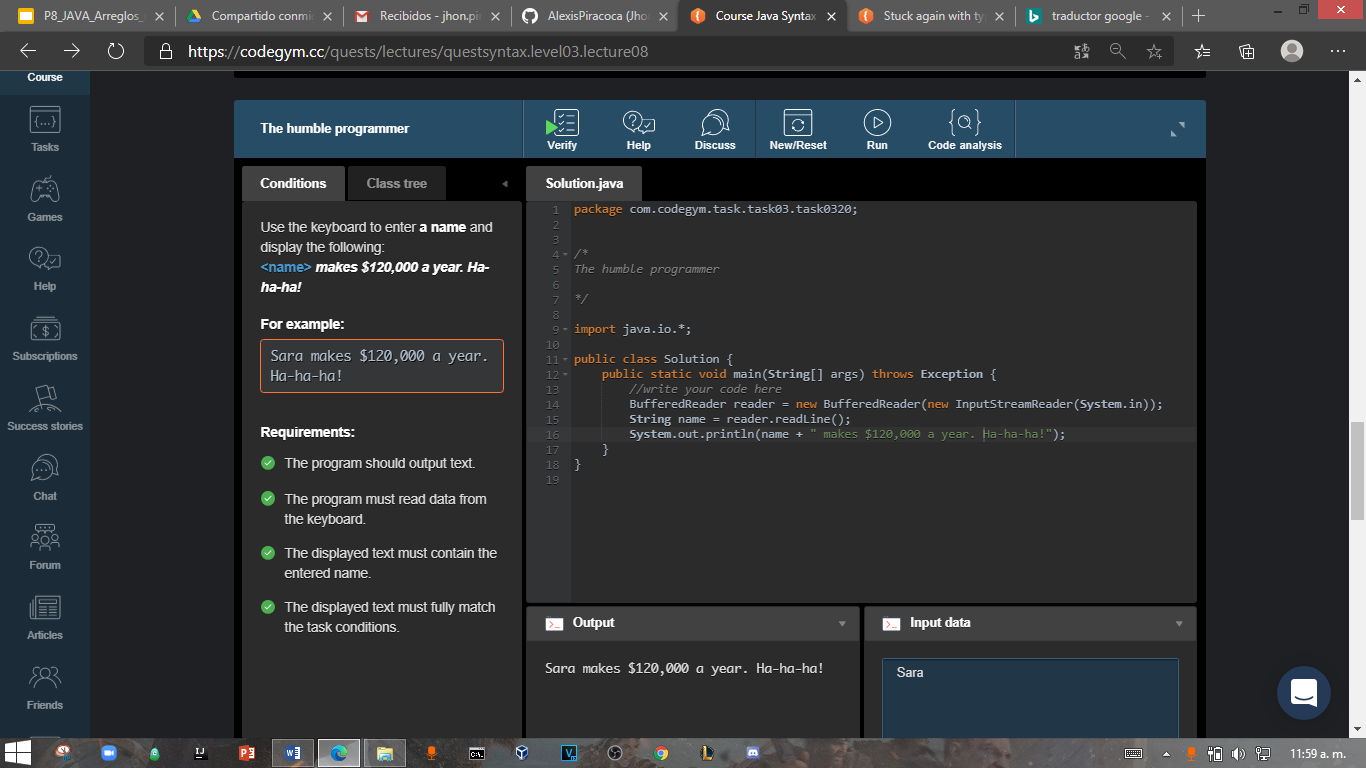 P8_JAVA_Arreglos_
Compartido conmi
Recibidos - jhon.pi
AlexisPiracoca (Jho
Course Java Syntax
Stuck again with ty
traductor google -
https://codegym.cc/quests/lectures/questsyntax.level03.lecture08
Course
Tasks
Games
Help
Subscriptions
Success stories
Chat
Forum
Articles
Friends
The humble programmer
Verify
Help
Discuss
New/Reset
Run
Code analysis
Conditions
Class tree
Use the keyboard to enter a name and
display the following:
<name> makes $120,000 a year. Ha-
ha-ha!
For example:
Sara makes $120,000 a year.
Ha-ha-ha!
Requirements:
The program should output text.
The program must read data from
the keyboard.
The displayed text must contain the
entered name.
The displayed text must fully match
the task conditions.
Solution.java
1 package com.codegym.task.task03.task0320;
2
3
4 /*
5 The humble programmer
6
7 */
8
9 import java.io.*;
10
11 public class Solution {
12 public static void main(String[] args) throws Exception {
13 //write your code here
14 BufferedReader reader = new BufferedReader(new InputStreamReader(System.in));
15 String name = reader.readLine();
16 System.out.println(name + " makes $120,000 a year. Ha-ha-ha!");
17 }
18 }
19
Output
Sara makes $120,000 a year. Ha-ha-ha!
Input data
Sara
11:59 a. m.